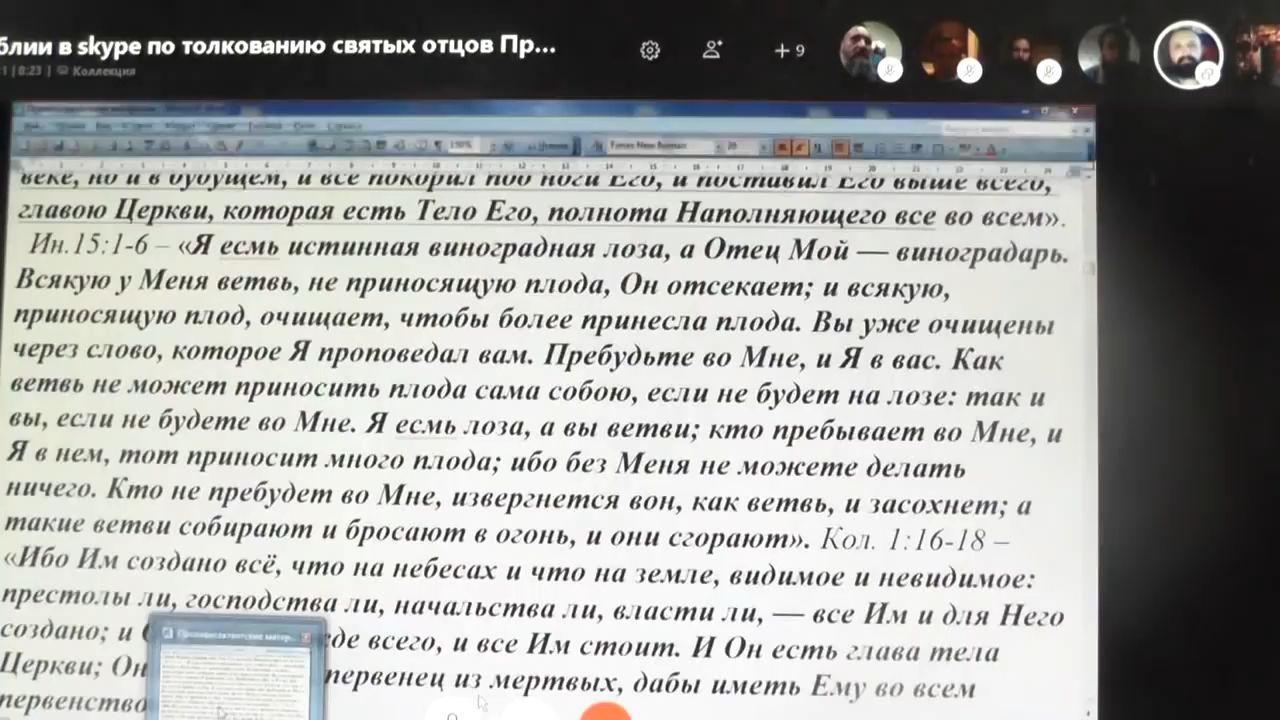 блии в skype по толкованию святых отцов Пр...
+ 9
1 | 8:23 | Коллекция
веке, но и в будущем, и все покорил под ноги Его, и поставил Его выше всего,
главою Церкви, которая есть Тело Его, полнота Наполняющего все во всем».
Ин.15:1-6 – «Я есмь истинная виноградная лоза, а Отец Мой — виноградарь.
Всякую у Меня ветвь, не приносящую плода, Он отсекает; и всякую,
приносящую плод, очищает, чтобы более принесла плода. Вы уже очищены
через слово, которое Я проповедал вам. Пребудьте во Мне, и Я в вас. Как
ветвь не может приносить плода сама собою, если не будет на лозе: так и
вы, если не будете во Мне. Я есмь лоза, а вы ветви; кто пребывает во Мне, и
Я в нем, тот приносит много плода; ибо без Меня не можете делать
ничего. Кто не пребудет во Мне, извергнется вон, как ветвь, и засохнет; а
такие ветви собирают и бросают в огонь, и они сгорают». Кол. 1:16-18 –
«Ибо Им создано всё, что на небесах и что на земле, видимое и невидимое:
престолы ли, господства ли, начальства ли, власти ли, — все Им и для Него
создано; и О жде всего, и все Им стоит. И Он есть глава тела
Церкви; Он первенец из мертвых, дабы иметь Ему во всем
первенство